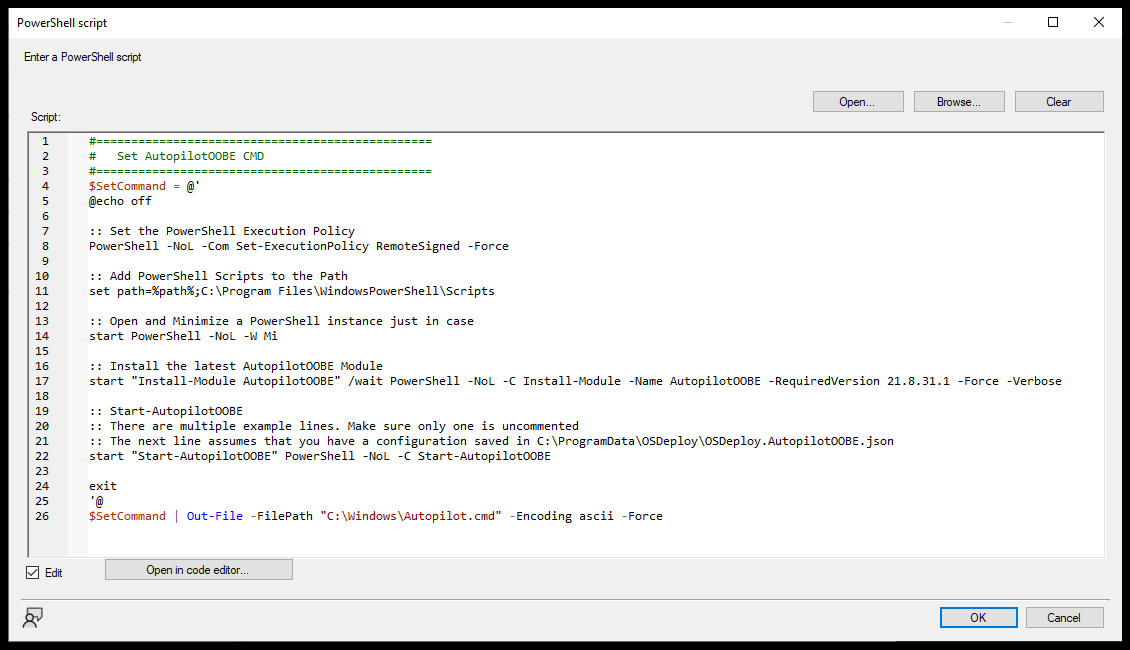 PowerShell script
Enter a PowerShell script
Open...
Browse...
Clear
Script:
1 #================================================
2 #   Set AutopilotOOBE CMD
3 #================================================
4 $SetCommand = @'
5 @echo off
6
7 :: Set the PowerShell Execution Policy
8 PowerShell -NoL -Com Set-ExecutionPolicy RemoteSigned -Force
9
10 :: Add PowerShell Scripts to the Path
11 set path=%path%;C:\Program Files\WindowsPowerShell\Scripts
12
13 :: Open and Minimize a PowerShell instance just in case
14 start PowerShell -NoL -W Mi
15
16 :: Install the latest AutopilotOOBE Module
17 start "Install-Module AutopilotOOBE" /wait PowerShell -NoL -C Install-Module -Name AutopilotOOBE -RequiredVersion 21.8.31.1 -Force -Verbose
18
19 :: Start-AutopilotOOBE
20 :: There are multiple example lines. Make sure only one is uncommented
21 :: The next line assumes that you have a configuration saved in C:\ProgramData\OSDeploy\OSDeploy.AutopilotOOBE.json
22 start "Start-AutopilotOOBE" PowerShell -NoL -C Start-AutopilotOOBE
23
24 exit
25 '@
26 $SetCommand | Out-File -FilePath "C:\Windows\Autopilot.cmd" -Encoding ascii -Force
Edit
Open in code editor...
OK
Cancel